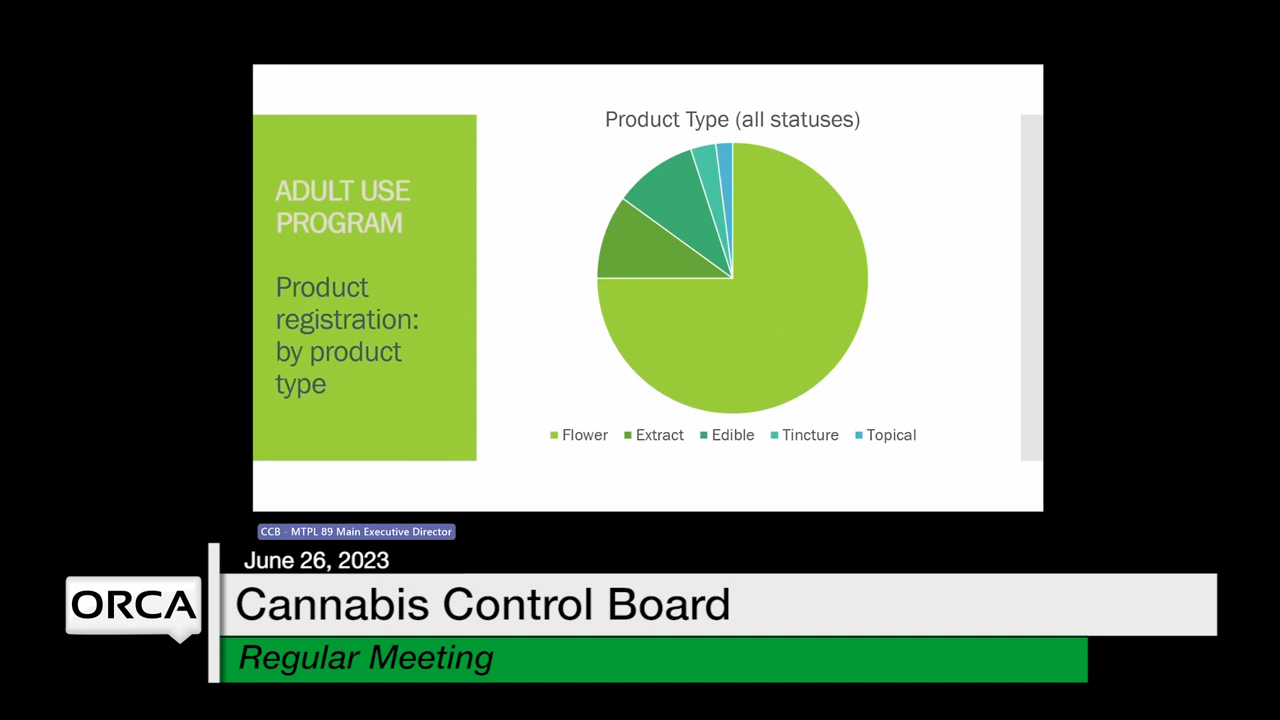 ADULT USE
PROGRAM
Product
registration:
by product
type
Product Type (all statuses)
Flower Extract Edible Tincture Topical
CCB - MTPL 89 Main Executive Director
June 26, 2023
ORCA
Cannabis Control Board
Regular Meeting